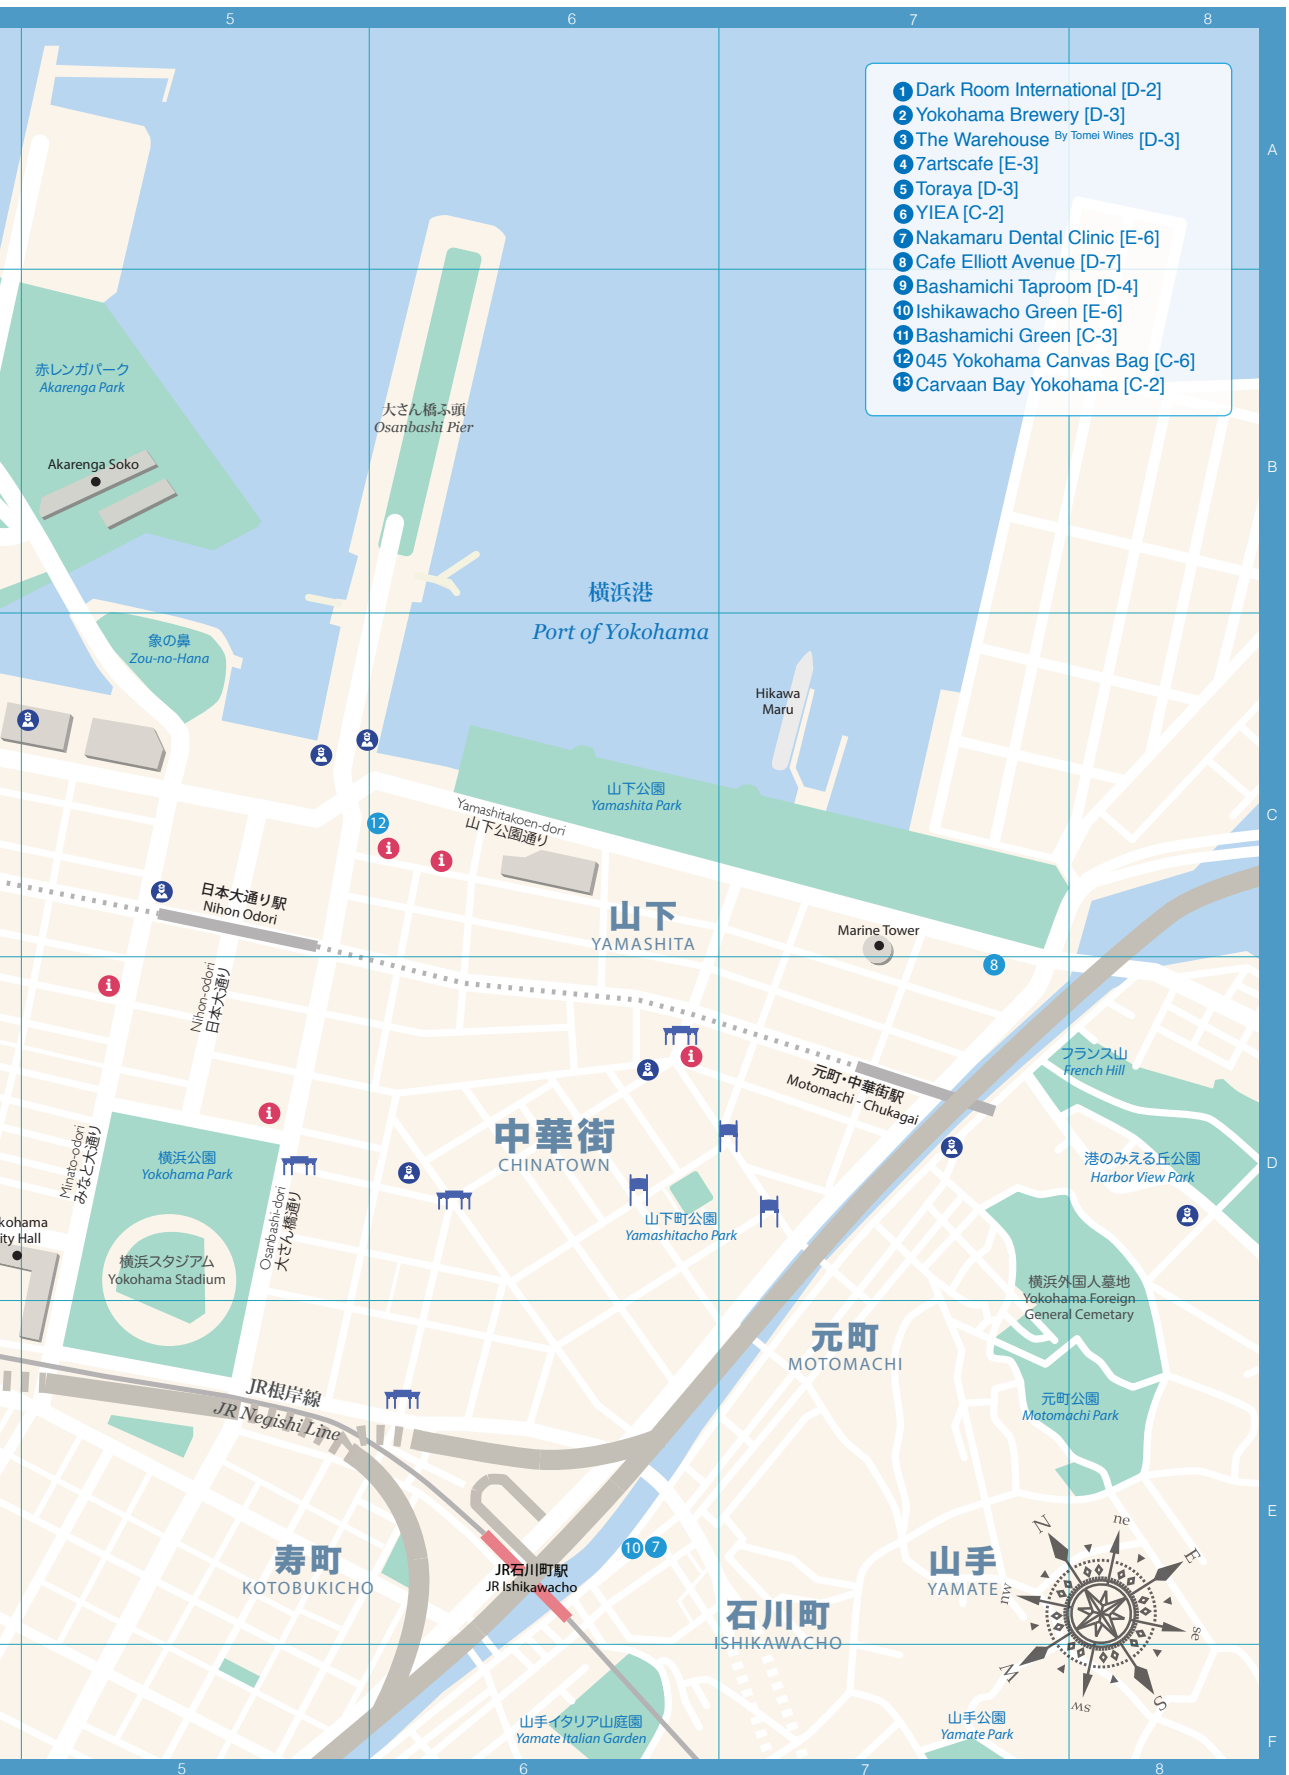 5
6
7
8
1 Dark Room International [D-2]
2 Yokohama Brewery [D-3]
3 The Warehouse By Tomei Wines [D-3]
4 7artscafe [E-3]
5 Toraya [D-3]
6 YIEA [C-2]
7 Nakamaru Dental Clinic [E-6]
8 Cafe Elliott Avenue [D-7]
9 Bashamichi Taproom [D-4]
10 Ishikawacho Green [E-6]
11 Bashamichi Green [C-3]
12 045 Yokohama Canvas Bag [C-6]
13 Carvaan Bay Yokohama [C-2]
A
赤レンガパーク
Akarenga Park
大さん橋ふ頭
Osanbashi Pier
Akarenga Soko
B
横浜港
Port of Yokohama
象の鼻
Zou-no-Hana
Hikawa
Maru
山下公園
Yamashita Park
Yamashitakoen-dori
山下公園通り
12
C
日本大通り駅
Nihon Odori
山下
YAMASHITA
Marine Tower
8
Nihon-odori
日本大通り
フランス山
French Hill
元町・中華街駅
Motomachi - Chukagai
中華街
CHINATOWN
Minato-odori
みなと大通り
横浜公園
Yokohama Park
港のみえる丘公園
Harbor View Park
D
Osanbashi-dori
大さん橋通り
山下町公園
Yamashitacho Park
kohama
ity Hall
横浜スタジアム
Yokohama Stadium
横浜外国人墓地
Yokohama Foreign
General Cemetary
元町
MOTOMACHI
JR根岸線
JR Negishi Line
元町公園
Motomachi Park
E
10
7
寿町
KOTOBUKICHO
JR石川町駅
JR Ishikawacho
山手
YAMATE
石川町
ISHIKAWACHO
N
ne
E
se
S
sw
W
nw
山手イタリア山庭園
Yamate Italian Garden
山手公園
Yamate Park
F
5
6
7
8